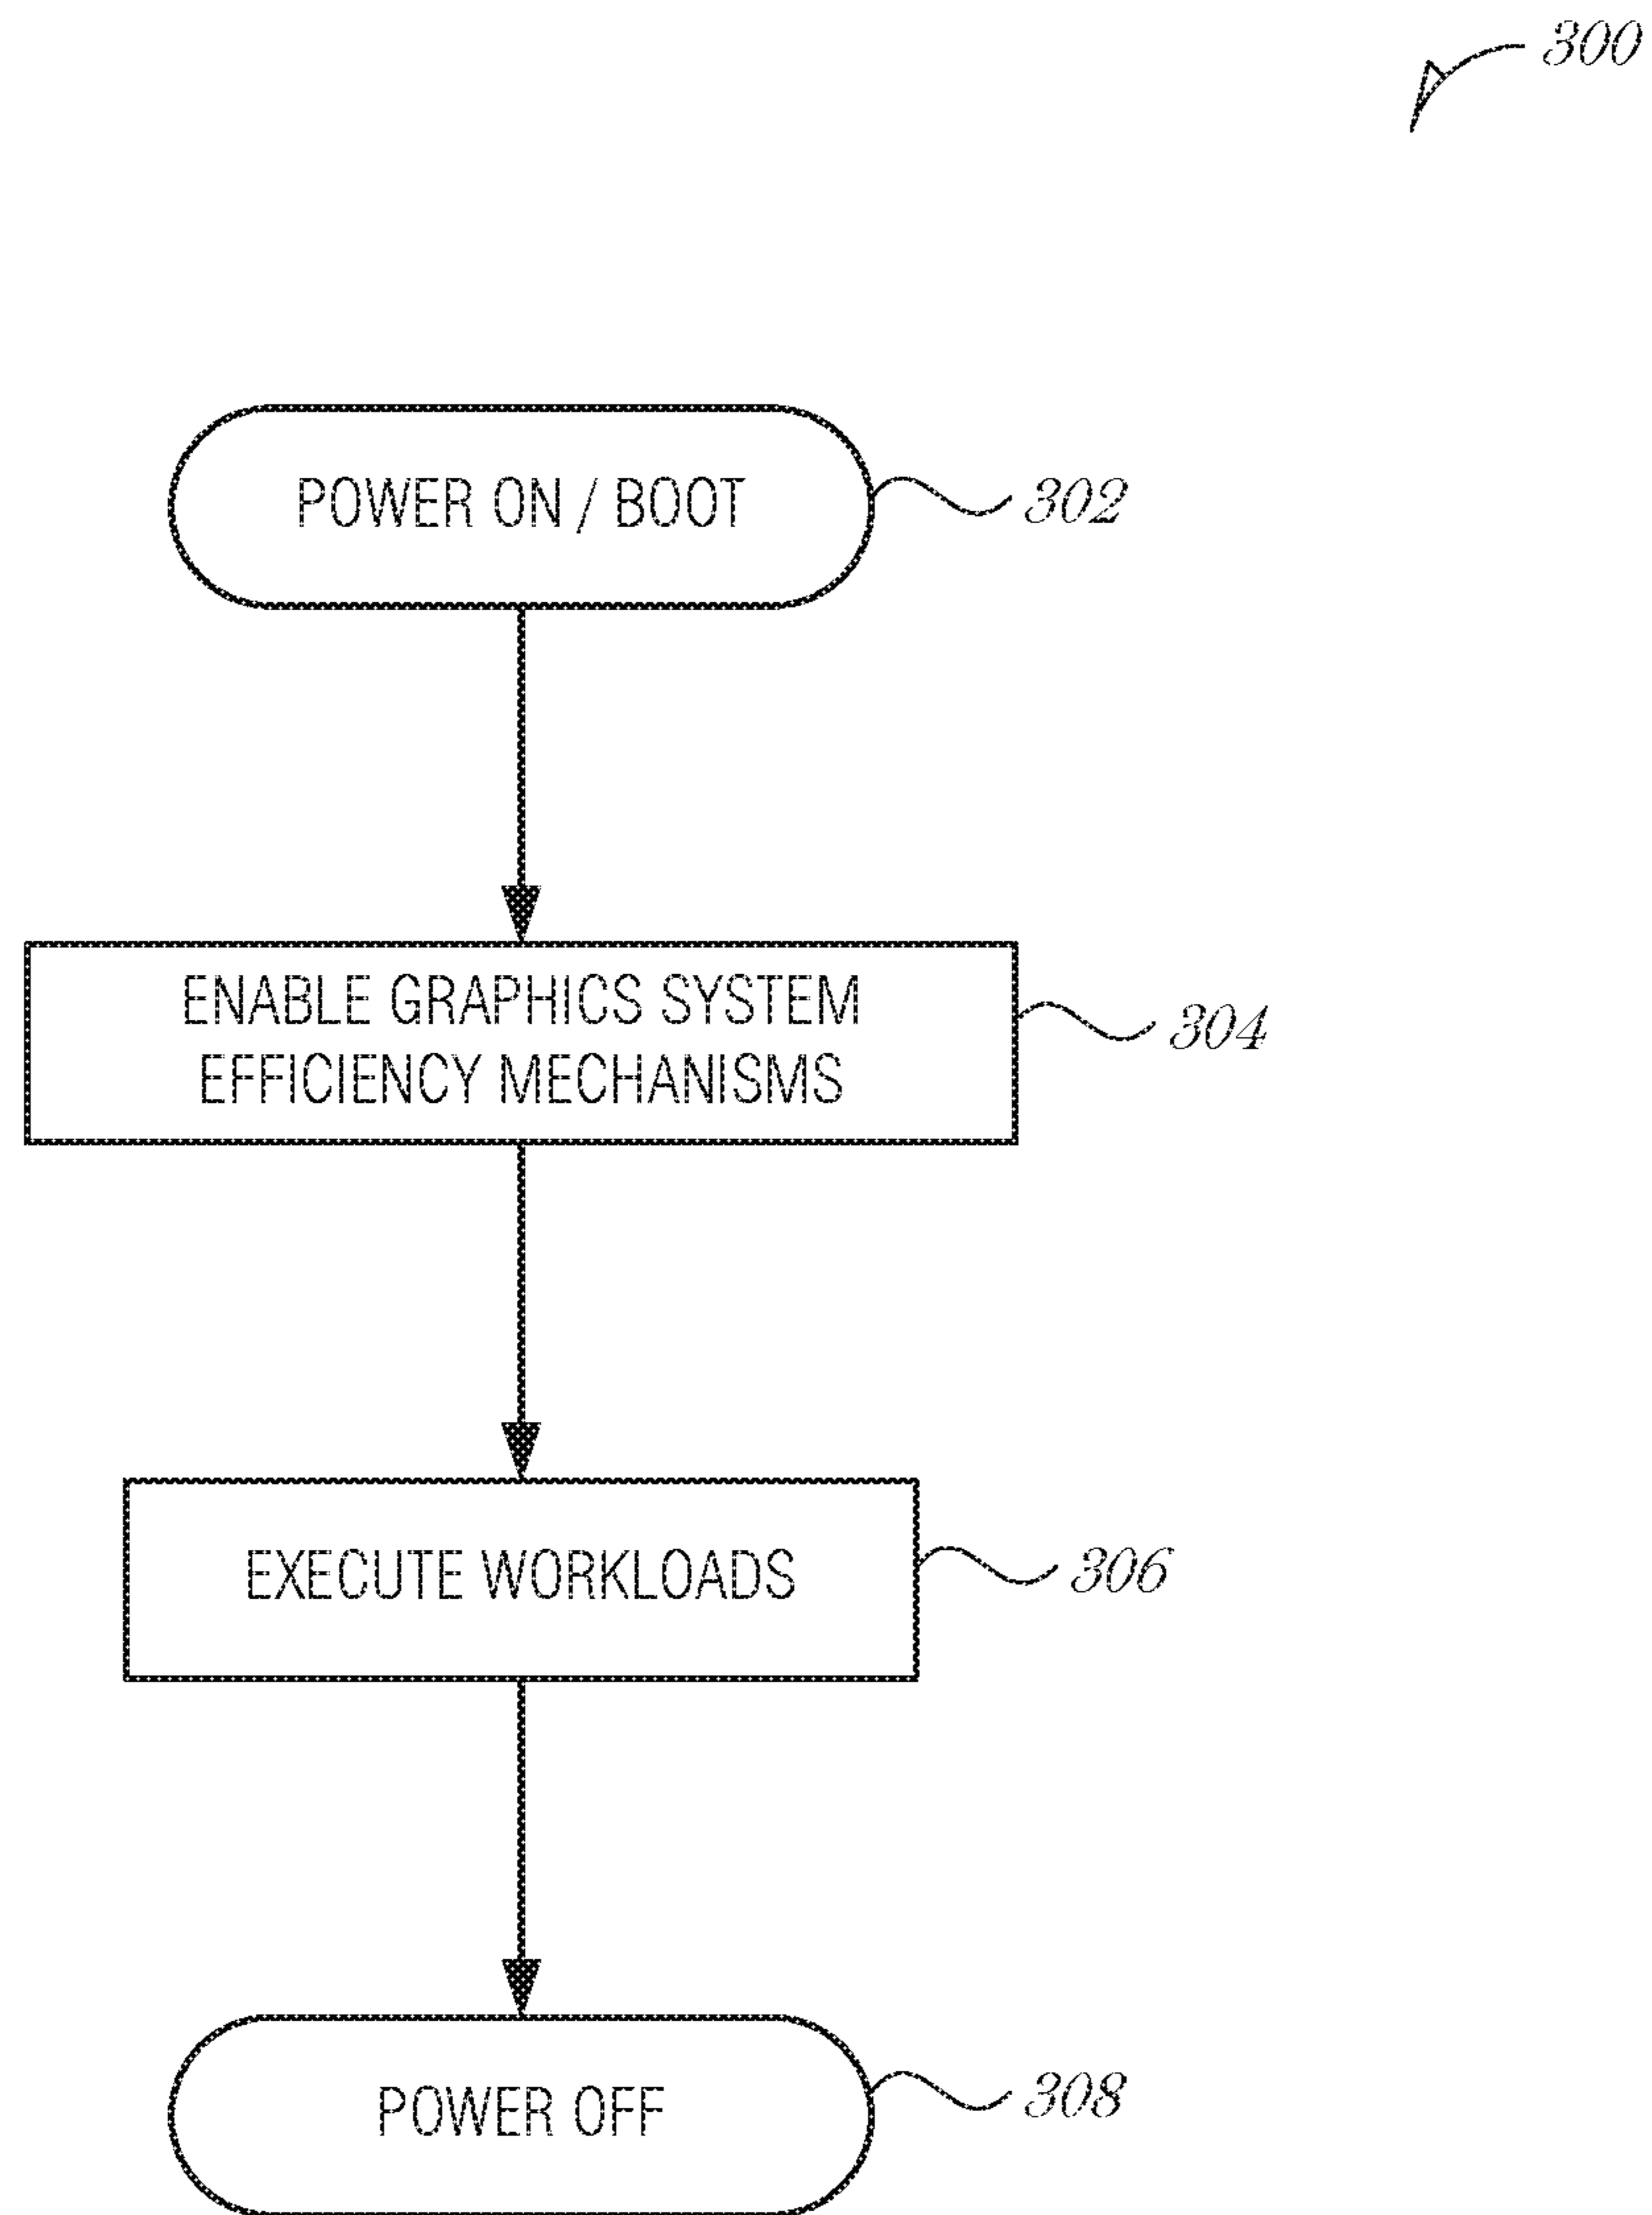 300
POWER ON / BOOT
302
ENABLE GRAPHICS SYSTEM
EFFICIENCY MECHANISMS
304
EXECUTE WORKLOADS
306
POWER OFF
308